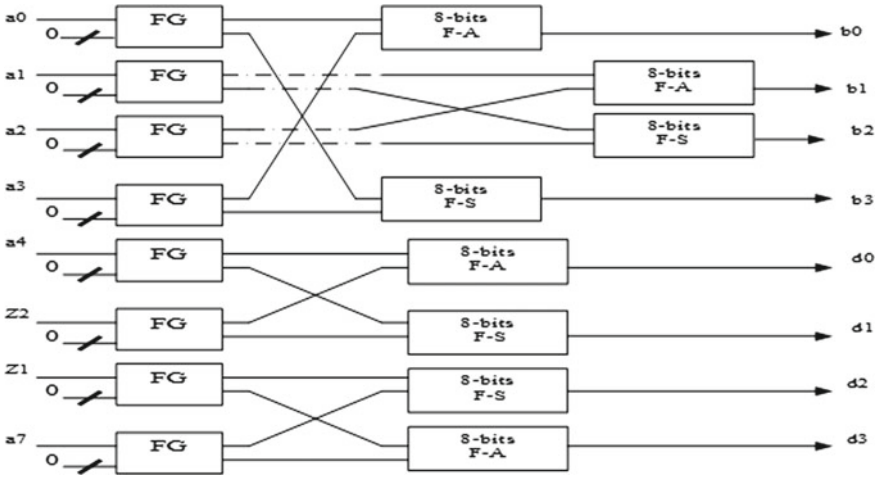 a0 FG 8-bits
0 F-A b0
a1 FG 8-bits
0 F-A b1
a2 FG 8-bits b2
0 F-S
a3 FG 8-bits b3
0 F-S
a4 FG 8-bits d0
0 F-A
Z2 FG 8-bits d1
0 F-S
Z1 FG 8-bits d2
0 F-S
a7 FG 8-bits d3
0 F-A